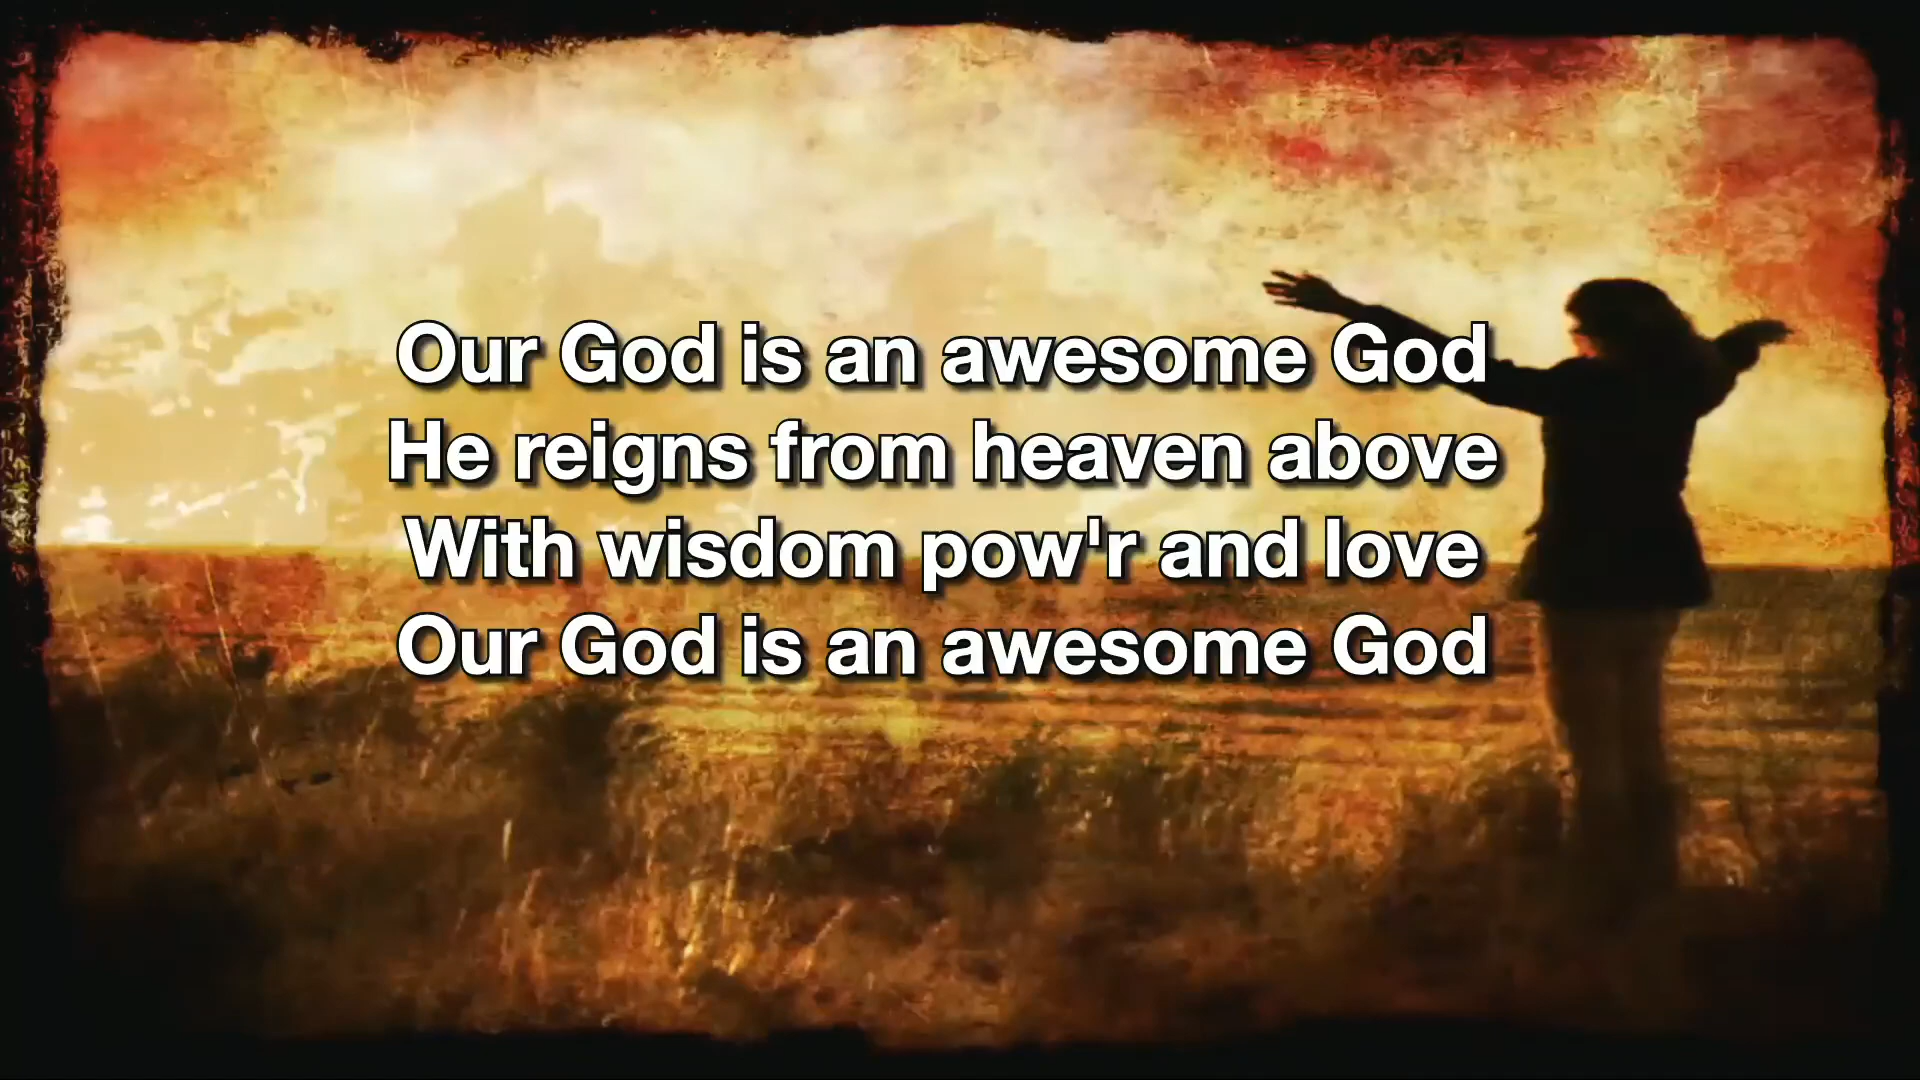 Our God is an awesome God
He reigns from heaven above
With wisdom pow'r and love
Our God is an awesome God